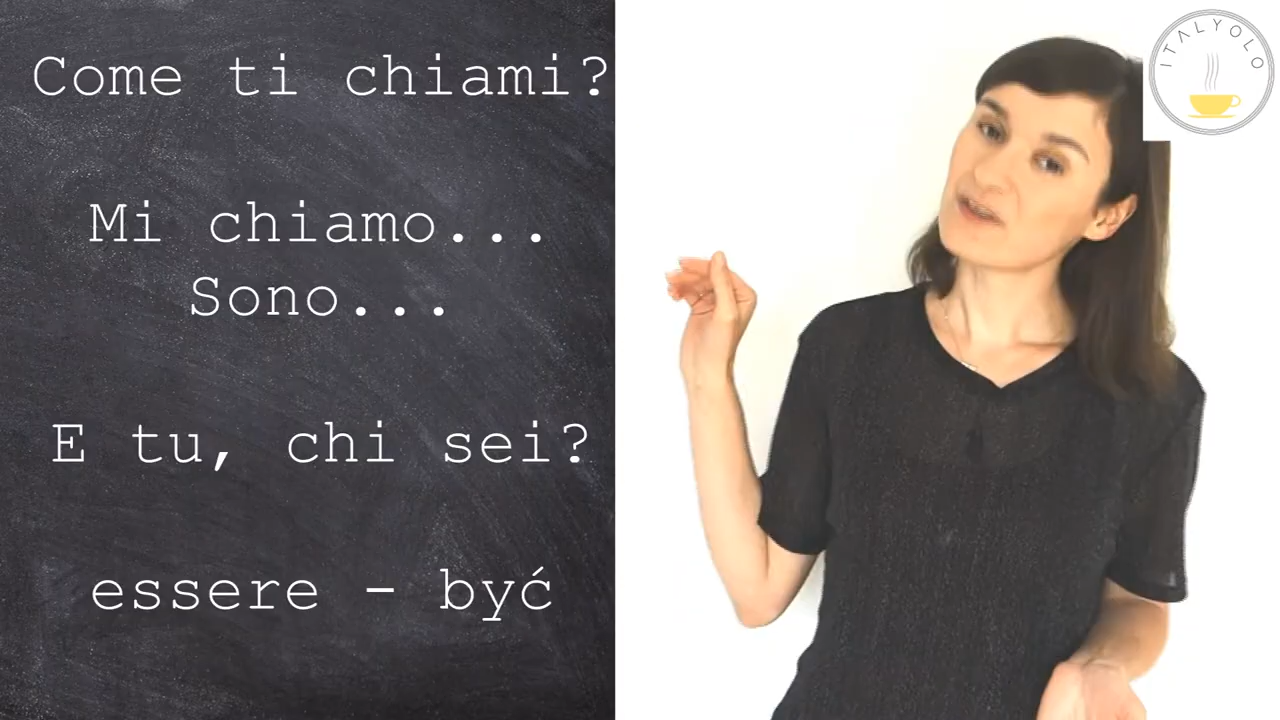 Come ti chiami?
Mi chiamo...
Sono...
E tu, chi sei?
essere - być
ITALYOLO